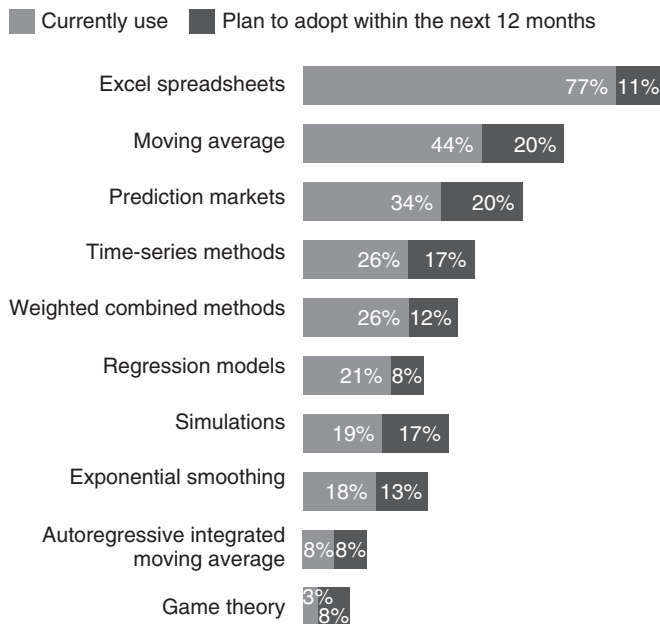 Currently use Plan to adopt within the next 12 months
Excel spreadsheets 77% 11%
Moving average 44% 20%
Prediction markets 34% 20%
Time-series methods 26% 17%
Weighted combined methods 26% 12%
Regression models 21% 8%
Simulations 19% 17%
Exponential smoothing 18% 13%
Autoregressive integrated
moving average 8% 8%
Game theory 3% 8%